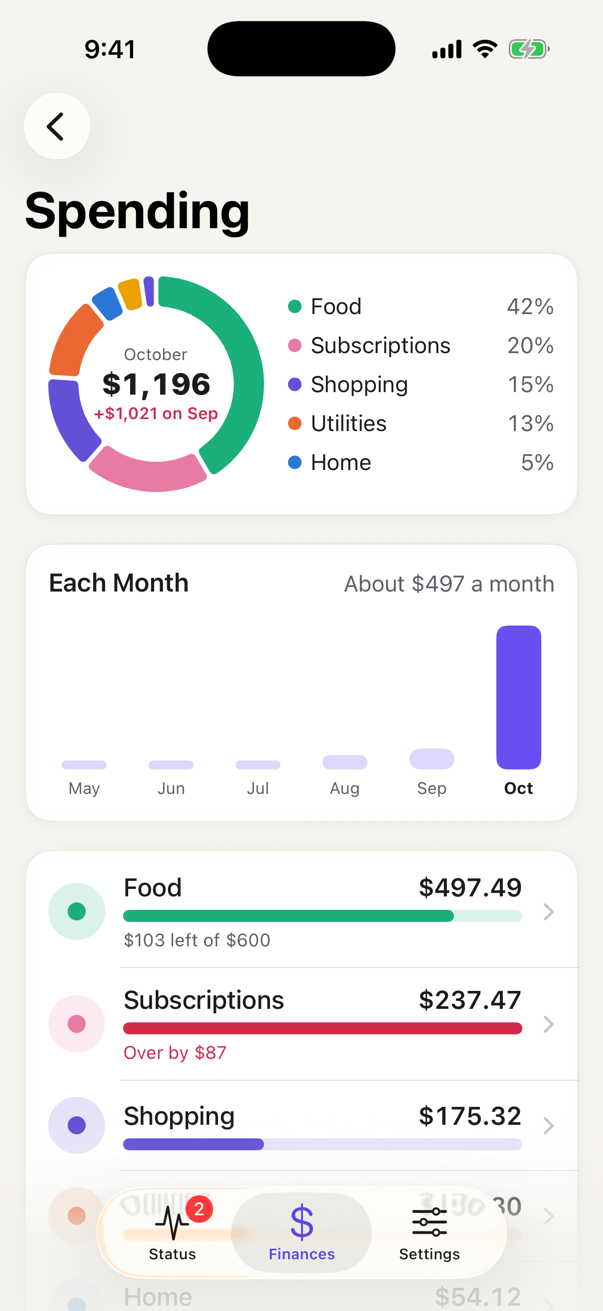 9:41
Spending
October
$1,196
+$1,021 on Sep
Food 42%
Subscriptions 20%
Shopping 15%
Utilities 13%
Home 5%
Each Month About $497 a month
May Jun Jul Aug Sep Oct
Food $497.49
$103 left of $600
Subscriptions $237.47
Over by $87
Shopping $175.32
2
Status Finances Settings
Home $54.12